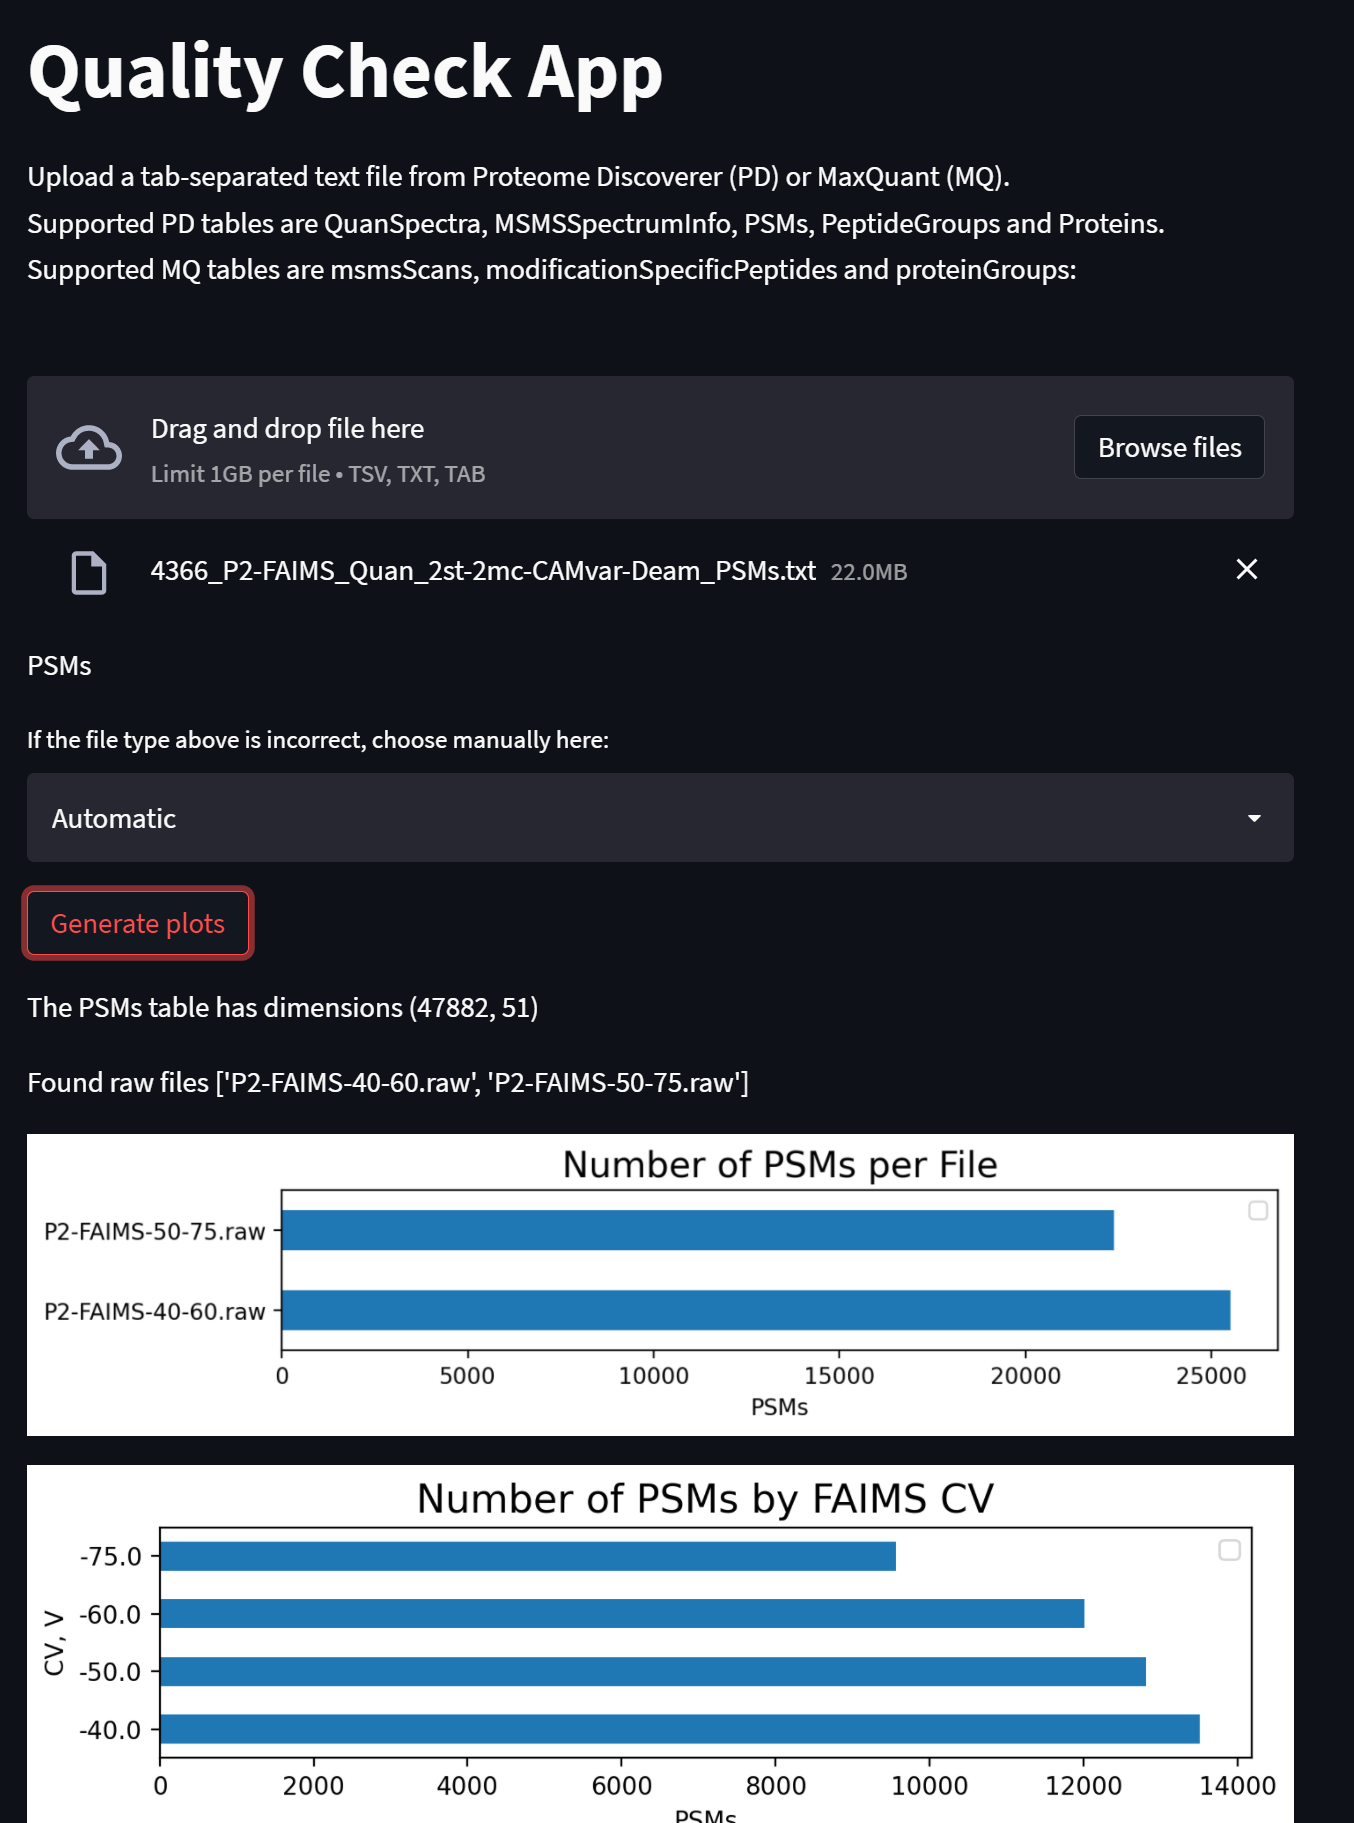 Quality Check App
Upload a tab-separated text file from Proteome Discoverer (PD) or MaxQuant (MQ).
Supported PD tables are QuanSpectra, MSMSSpectrumInfo, PSMs, PeptideGroups and Proteins.
Supported MQ tables are msmsScans, modificationSpecificPeptides and proteinGroups:
Drag and drop file here
Limit 1GB per file • TSV, TXT, TAB
Browse files
4366_P2-FAIMS_Quan_2st-2mc-CAMvar-Deam_PSMs.txt 22.0MB
PSMs
If the file type above is incorrect, choose manually here:
Automatic
Generate plots
The PSMs table has dimensions (47882, 51)
Found raw files ['P2-FAIMS-40-60.raw', 'P2-FAIMS-50-75.raw']
Number of PSMs per File
P2-FAIMS-50-75.raw
P2-FAIMS-40-60.raw
0 5000 10000 15000 20000 25000
PSMs
Number of PSMs by FAIMS CV
CV, V
-75.0
-60.0
-50.0
-40.0
0 2000 4000 6000 8000 10000 12000 14000
PSMs